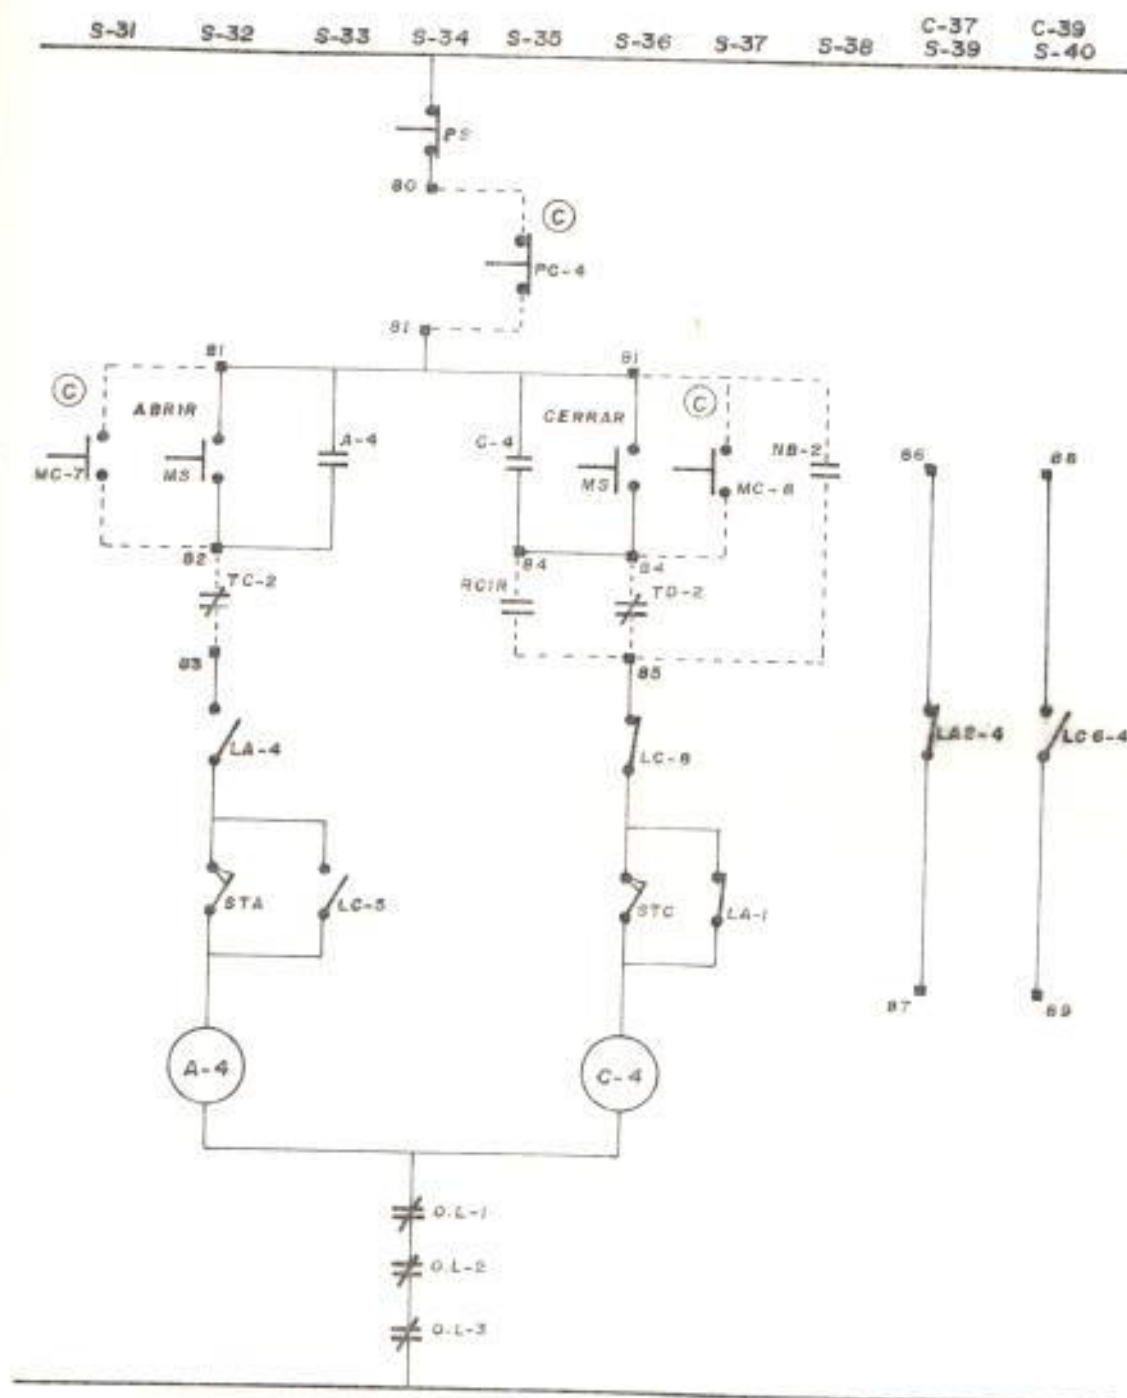 S-31 S-32 S-33 S-34 S-35 S-36 S-37 S-38 C-37 C-39
S-39 S-40
PS
80
C
PC-4
81
81
81
C
ABRIR
A-4
C-4
CERRAR
C
NB-2
MC-7
MS
MS
MC-8
86
88
82
84
84
TC-2
RCIR
TD-2
83
85
LA-4
LC-8
LA2-4
LC6-4
STA
LC-5
STC
LA-1
87
89
A-4
C-4
O.L-1
O.L-2
O.L-3